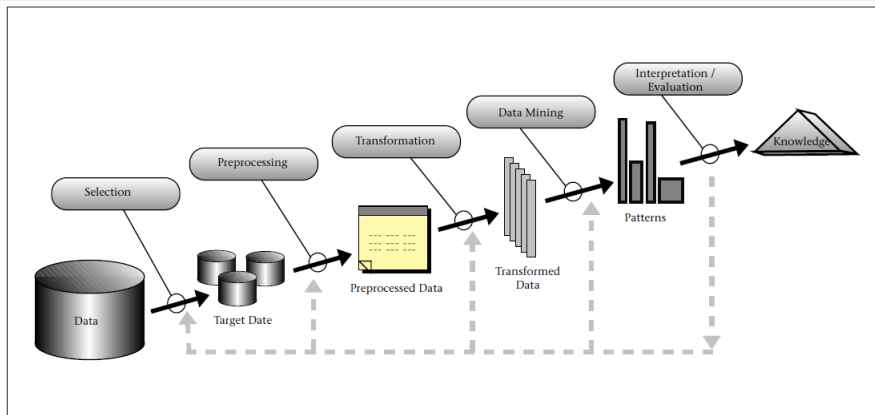 Interpretation /
Evaluation
Data Mining
Transformation
Preprocessing
Selection
Data
Target Date
Preprocessed Data
Transformed
Data
Patterns
Knowledge